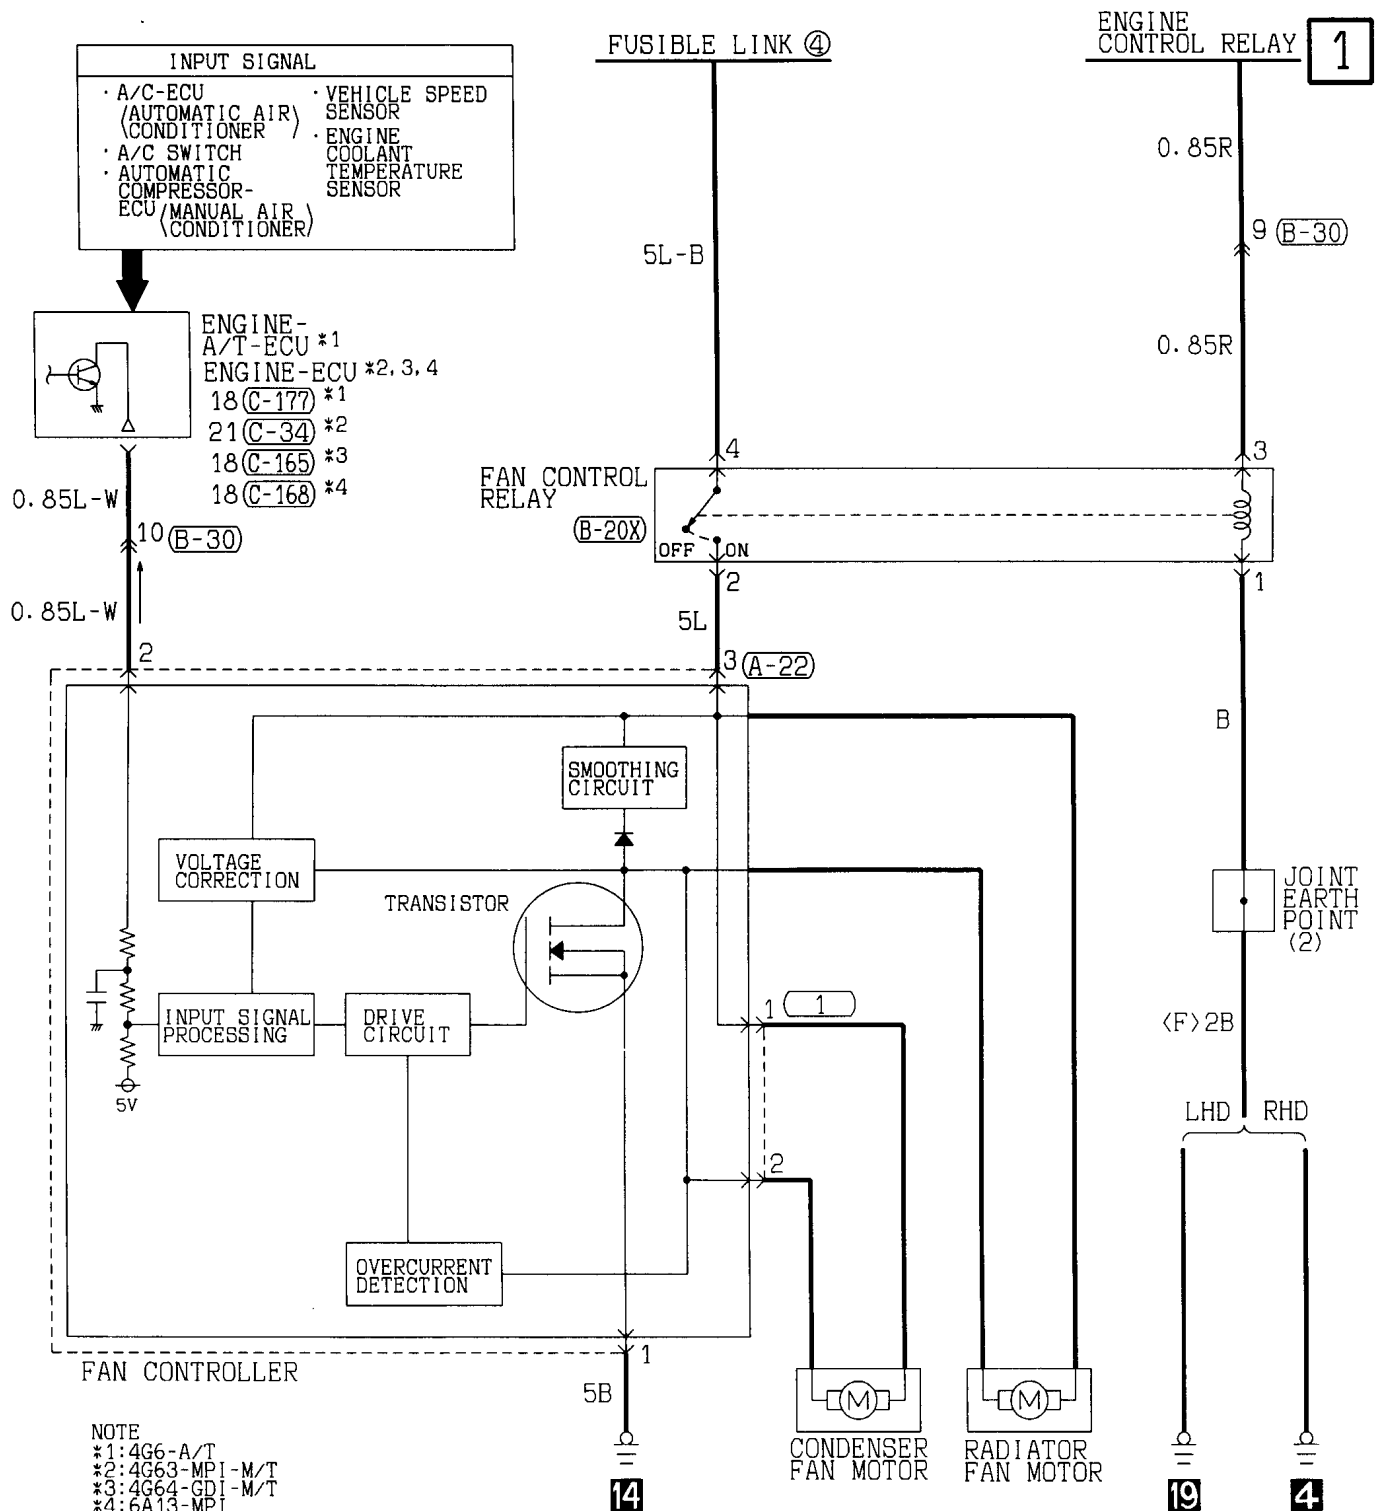 FUSIBLE LINK ④
ENGINE
CONTROL RELAY
1
INPUT SIGNAL
· A/C-ECU
⟨AUTOMATIC AIR
CONDITIONER⟩
· A/C SWITCH
· AUTOMATIC
COMPRESSOR-
ECU ⟨MANUAL AIR
CONDITIONER⟩
· VEHICLE SPEED
SENSOR
· ENGINE
COOLANT
TEMPERATURE
SENSOR
0.85R
9 (B-30)
5L-B
0.85R
ENGINE-
A/T-ECU *1
ENGINE-ECU *2,3,4
18 (C-177) *1
21 (C-34) *2
18 (C-165) *3
18 (C-168) *4
4
3
FAN CONTROL
RELAY
(B-20X)
OFF
ON
2
1
0.85L-W
10 (B-30)
0.85L-W
2
5L
3 (A-22)
B
SMOOTHING
CIRCUIT
VOLTAGE
CORRECTION
TRANSISTOR
JOINT
EARTH
POINT
(2)
INPUT SIGNAL
PROCESSING
DRIVE
CIRCUIT
1 (1)
5V
⟨F⟩2B
LHD
RHD
2
OVERCURRENT
DETECTION
1
FAN CONTROLLER
5B
M
M
CONDENSER
FAN MOTOR
RADIATOR
FAN MOTOR
14
19
4
NOTE
*1:4G6-A/T
*2:4G63-MPI-M/T
*3:4G64-GDI-M/T
*4:6A13-MPI